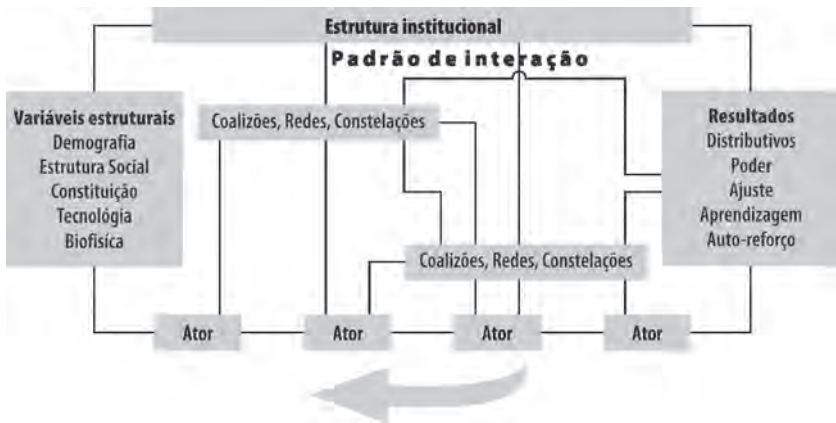 Estrutura institucional
Padrão de interação
Variáveis estruturais
Demografia
Estrutura Social
Constituição
Tecnológia
Biofísica
Coalizões, Redes, Constelações
Resultados
Distributivos
Poder
Ajuste
Aprendizagem
Auto-reforço
Coalizões, Redes, Constelações
Ator
Ator
Ator
Ator